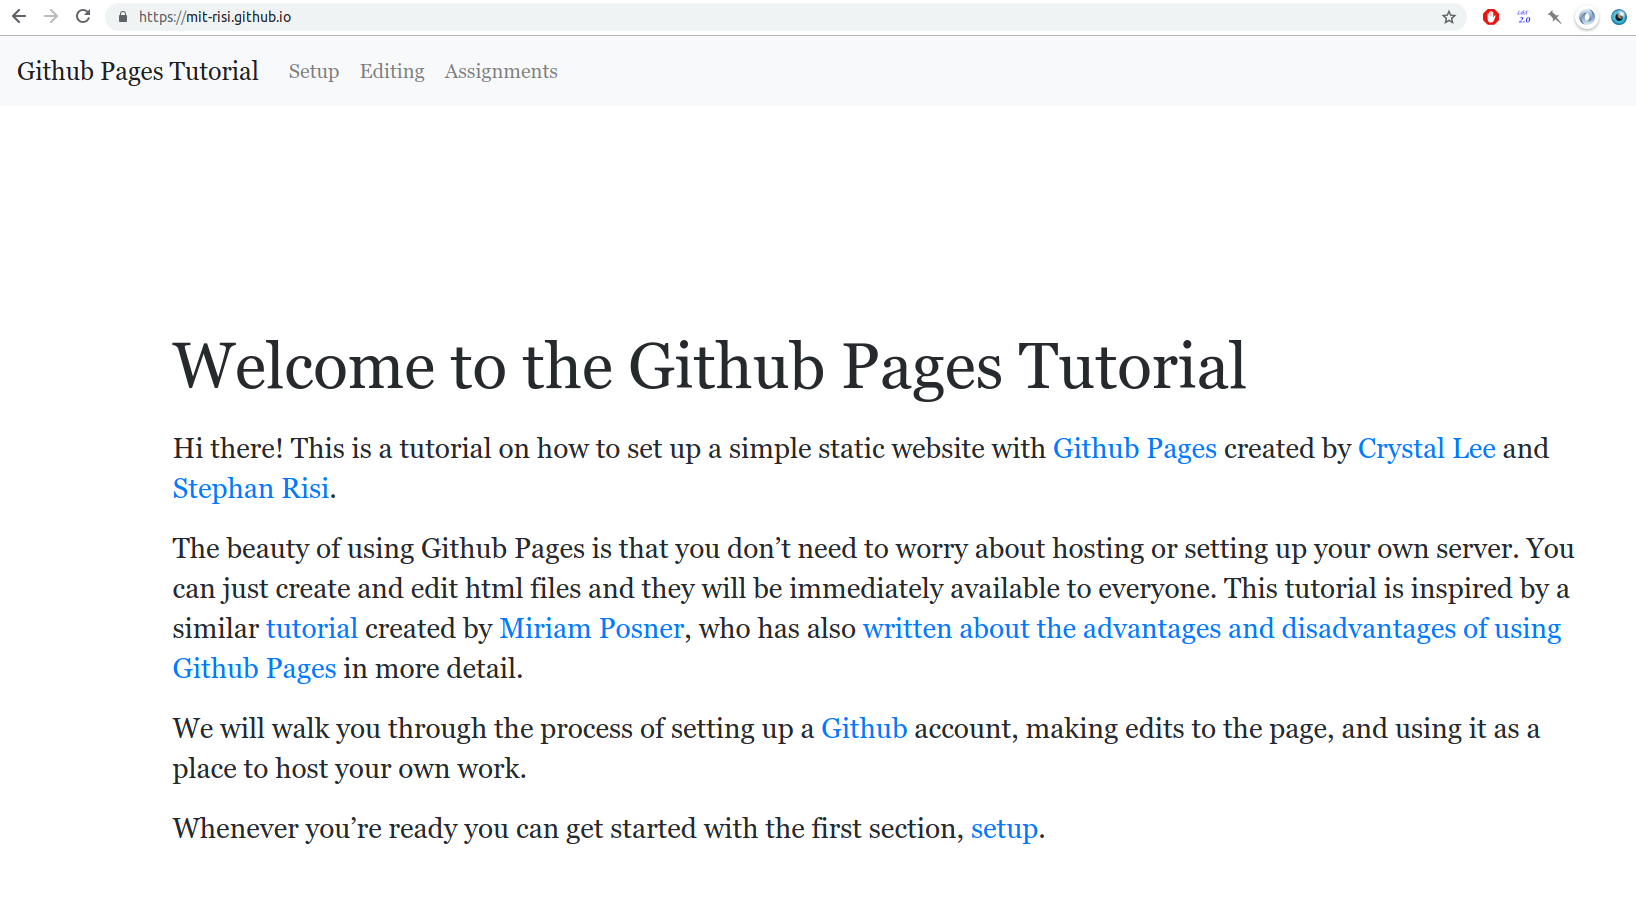 https://mit-risi.github.io
2.0
Github Pages Tutorial Setup Editing Assignments
Welcome to the Github Pages Tutorial
Hi there! This is a tutorial on how to set up a simple static website with Github Pages created by Crystal Lee and
Stephan Risi.
The beauty of using Github Pages is that you don’t need to worry about hosting or setting up your own server. You
can just create and edit html files and they will be immediately available to everyone. This tutorial is inspired by a
similar tutorial created by Miriam Posner, who has also written about the advantages and disadvantages of using
Github Pages in more detail.
We will walk you through the process of setting up a Github account, making edits to the page, and using it as a
place to host your own work.
Whenever you’re ready you can get started with the first section, setup.